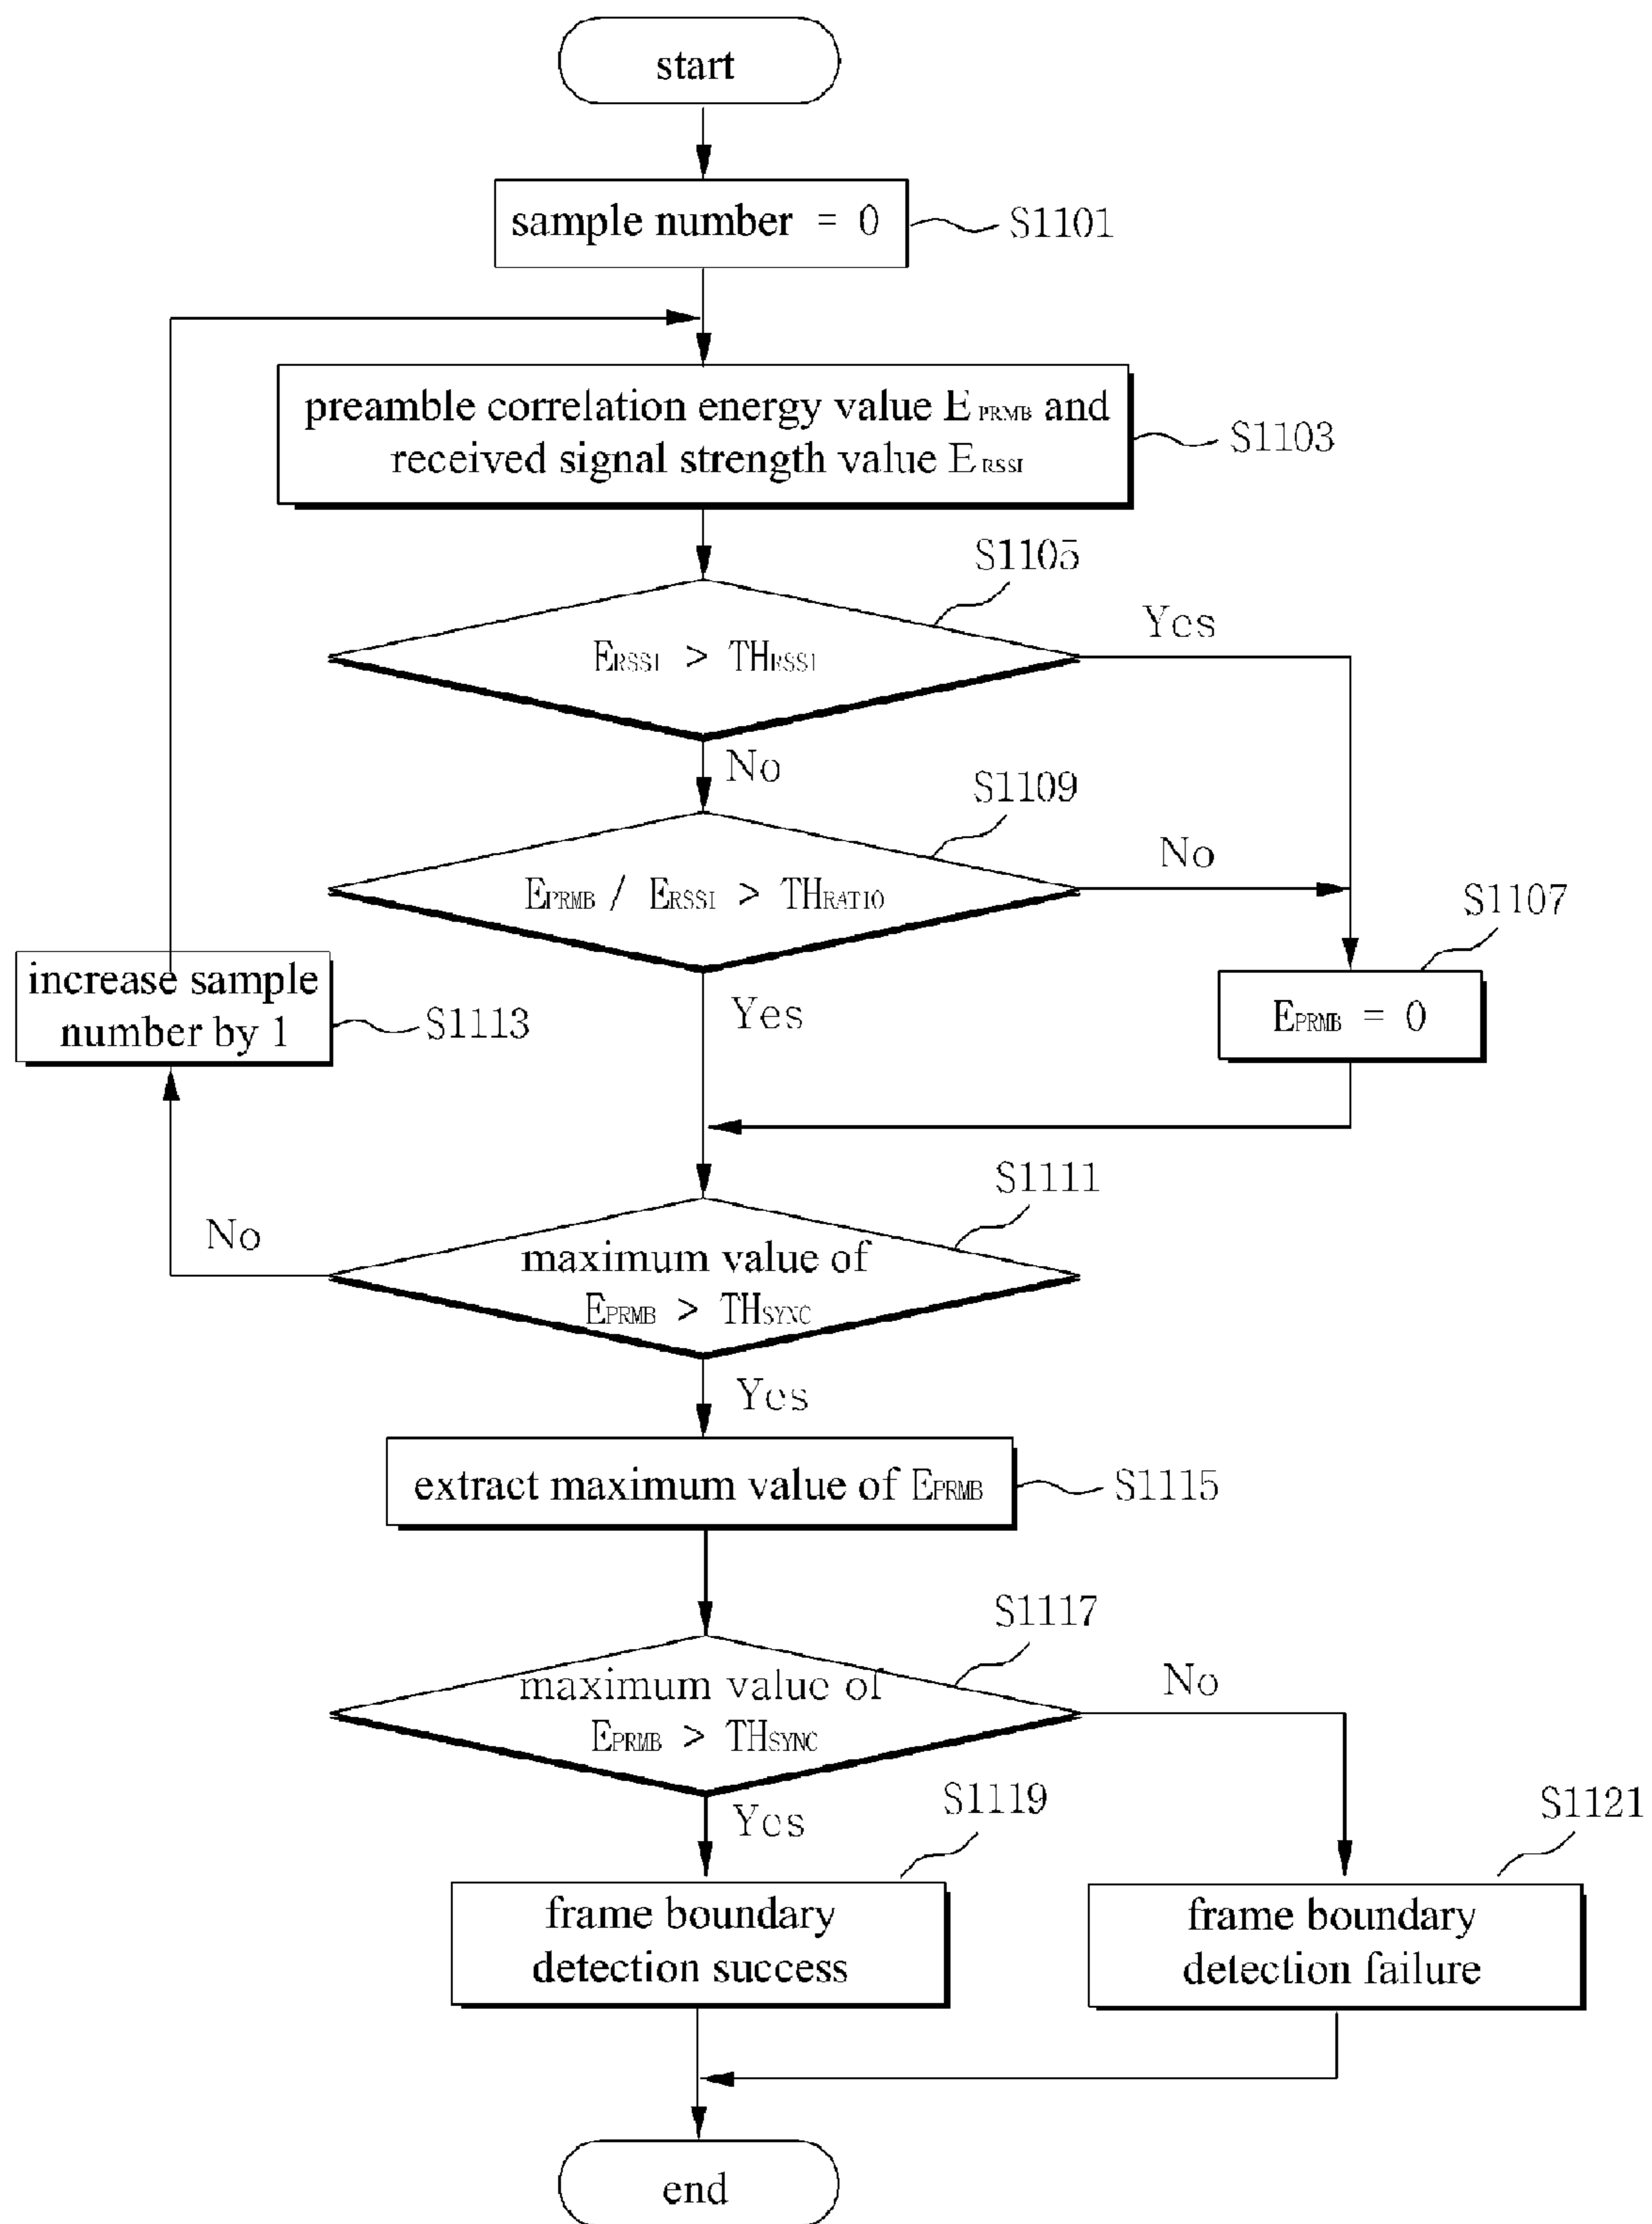 start
sample number = 0
S1101
preamble correlation energy value EPRMB and
received signal strength value ERSSI
S1103
S1105
ERSSI > THRSSI
Yes
No
S1109
EPRMB / ERSSI > THRATIO
No
S1107
Yes
EPRMB = 0
increase sample
number by 1
S1113
S1111
No
maximum value of
EPRMB > THSYNC
Yes
extract maximum value of EPRMB
S1115
S1117
maximum value of
EPRMB > THSYNC
No
Yes
S1119
S1121
frame boundary
detection success
frame boundary
detection failure
end